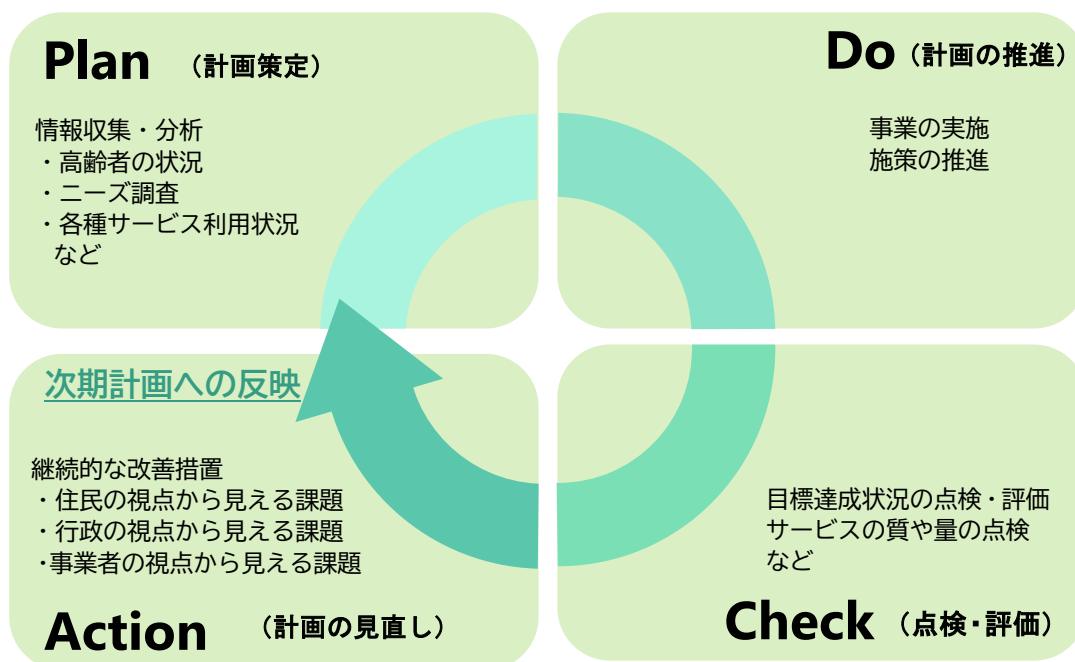 Plan （計画策定）
情報収集・分析
・高齢者の状況
・ニーズ調査
・各種サービス利用状況
など
Do （計画の推進）
事業の実施
施策の推進
次期計画への反映
継続的な改善措置
・住民の視点から見える課題
・行政の視点から見える課題
・事業者の視点から見える課題
Action （計画の見直し）
目標達成状況の点検・評価
サービスの質や量の点検
など
Check （点検・評価）